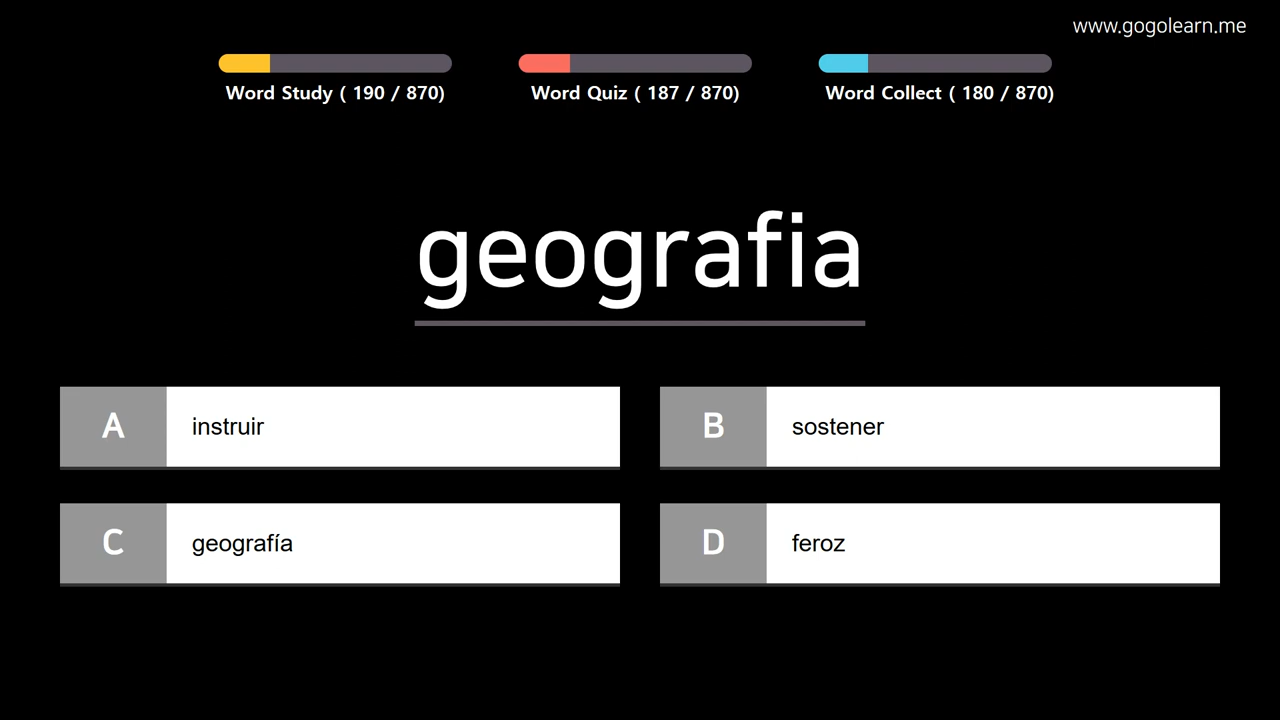 www.gogolearn.me
Word Study ( 190 / 870)
Word Quiz ( 187 / 870)
Word Collect ( 180 / 870)
geografia
A instruir
B sostener
C geografía
D feroz